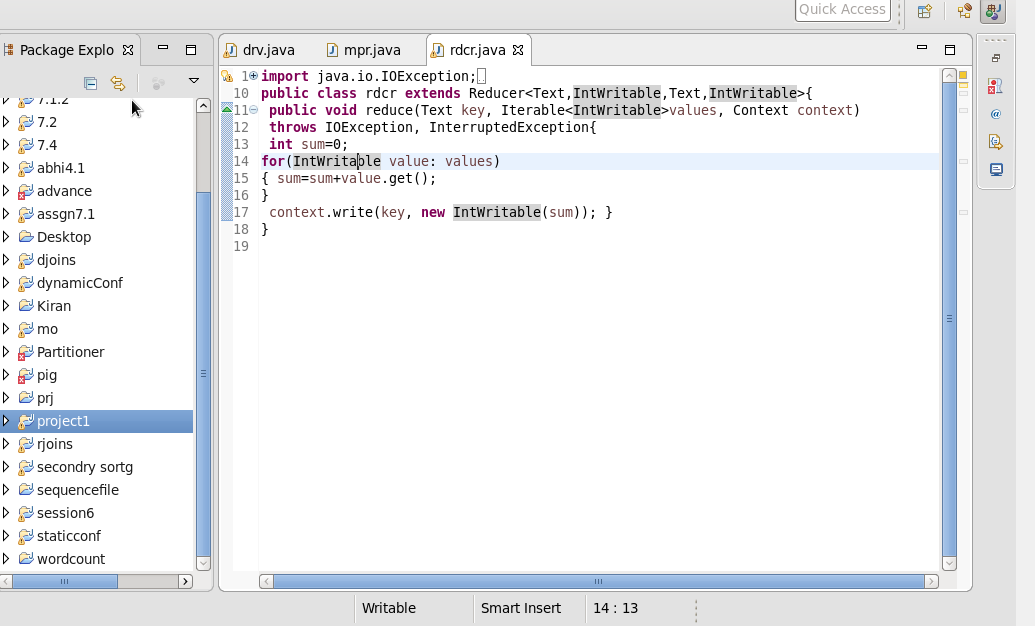 Quick Access
Package Explo
drv.java
mpr.java
rdcr.java
7.1.2
7.2
7.4
abhi4.1
advance
assgn7.1
Desktop
djoins
dynamicConf
Kiran
mo
Partitioner
pig
prj
project1
rjoins
secondry sortg
sequencefile
session6
staticconf
wordcount
1 import java.io.IOException;
10 public class rdcr extends Reducer<Text,IntWritable,Text,IntWritable>{
11 public void reduce(Text key, Iterable<IntWritable>values, Context context)
12 throws IOException, InterruptedException{
13 int sum=0;
14 for(IntWritable value: values)
15 { sum=sum+value.get();
16 }
17 context.write(key, new IntWritable(sum)); }
18 }
19
Writable
Smart Insert
14 : 13